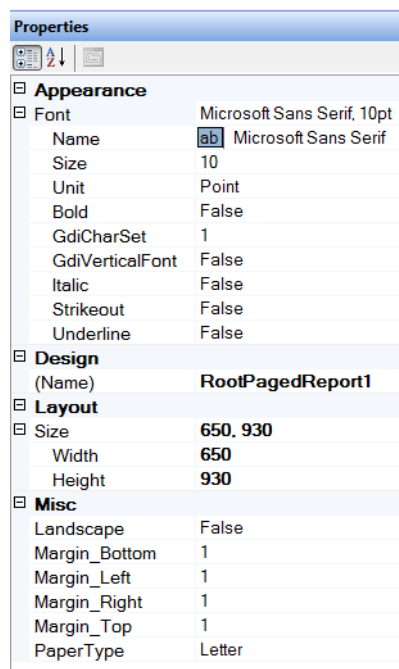 Properties
Appearance
Font Microsoft Sans Serif, 10pt
Name ab Microsoft Sans Serif
Size 10
Unit Point
Bold False
GdiCharSet 1
GdiVerticalFont False
Italic False
Strikeout False
Underline False
Design
(Name) RootPagedReport1
Layout
Size 650, 930
Width 650
Height 930
Misc
Landscape False
Margin_Bottom 1
Margin_Left 1
Margin_Right 1
Margin_Top 1
PaperType Letter